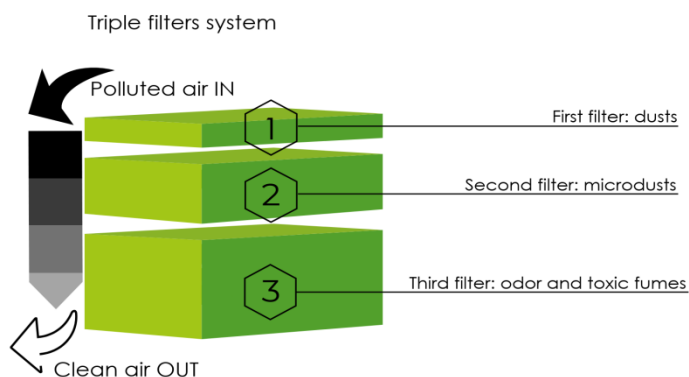 Triple filters system
Polluted air IN
1
First filter: dusts
2
Second filter: microdusts
3
Third filter: odor and toxic fumes
Clean air OUT